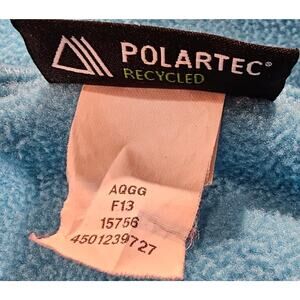 POLARTEC®
RECYCLED
AQGG
F13
15756
4501239727